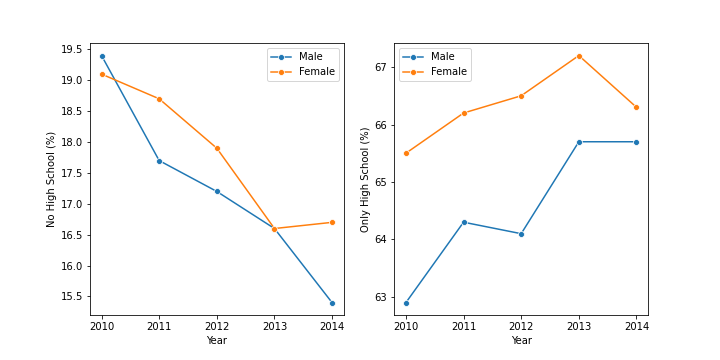 19.5
19.0
18.5
18.0
17.5
17.0
16.5
16.0
15.5
No High School (%)
2010 2011 2012 2013 2014
Year
Male
Female
67
66
65
64
63
Only High School (%)
2010 2011 2012 2013 2014
Year
Male
Female